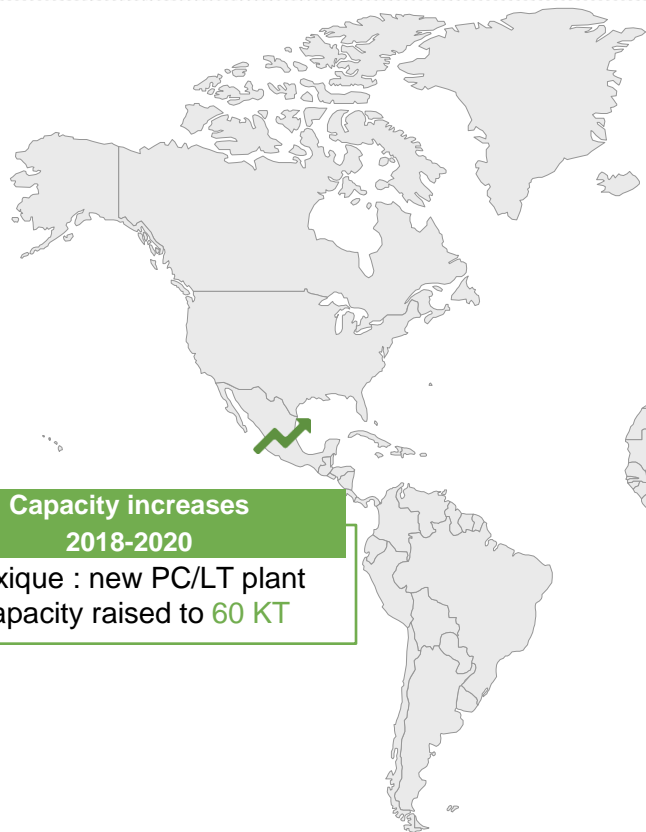 Capacity increases
2018-2020
xique : new PC/LT plant
apacity raised to 60 KT